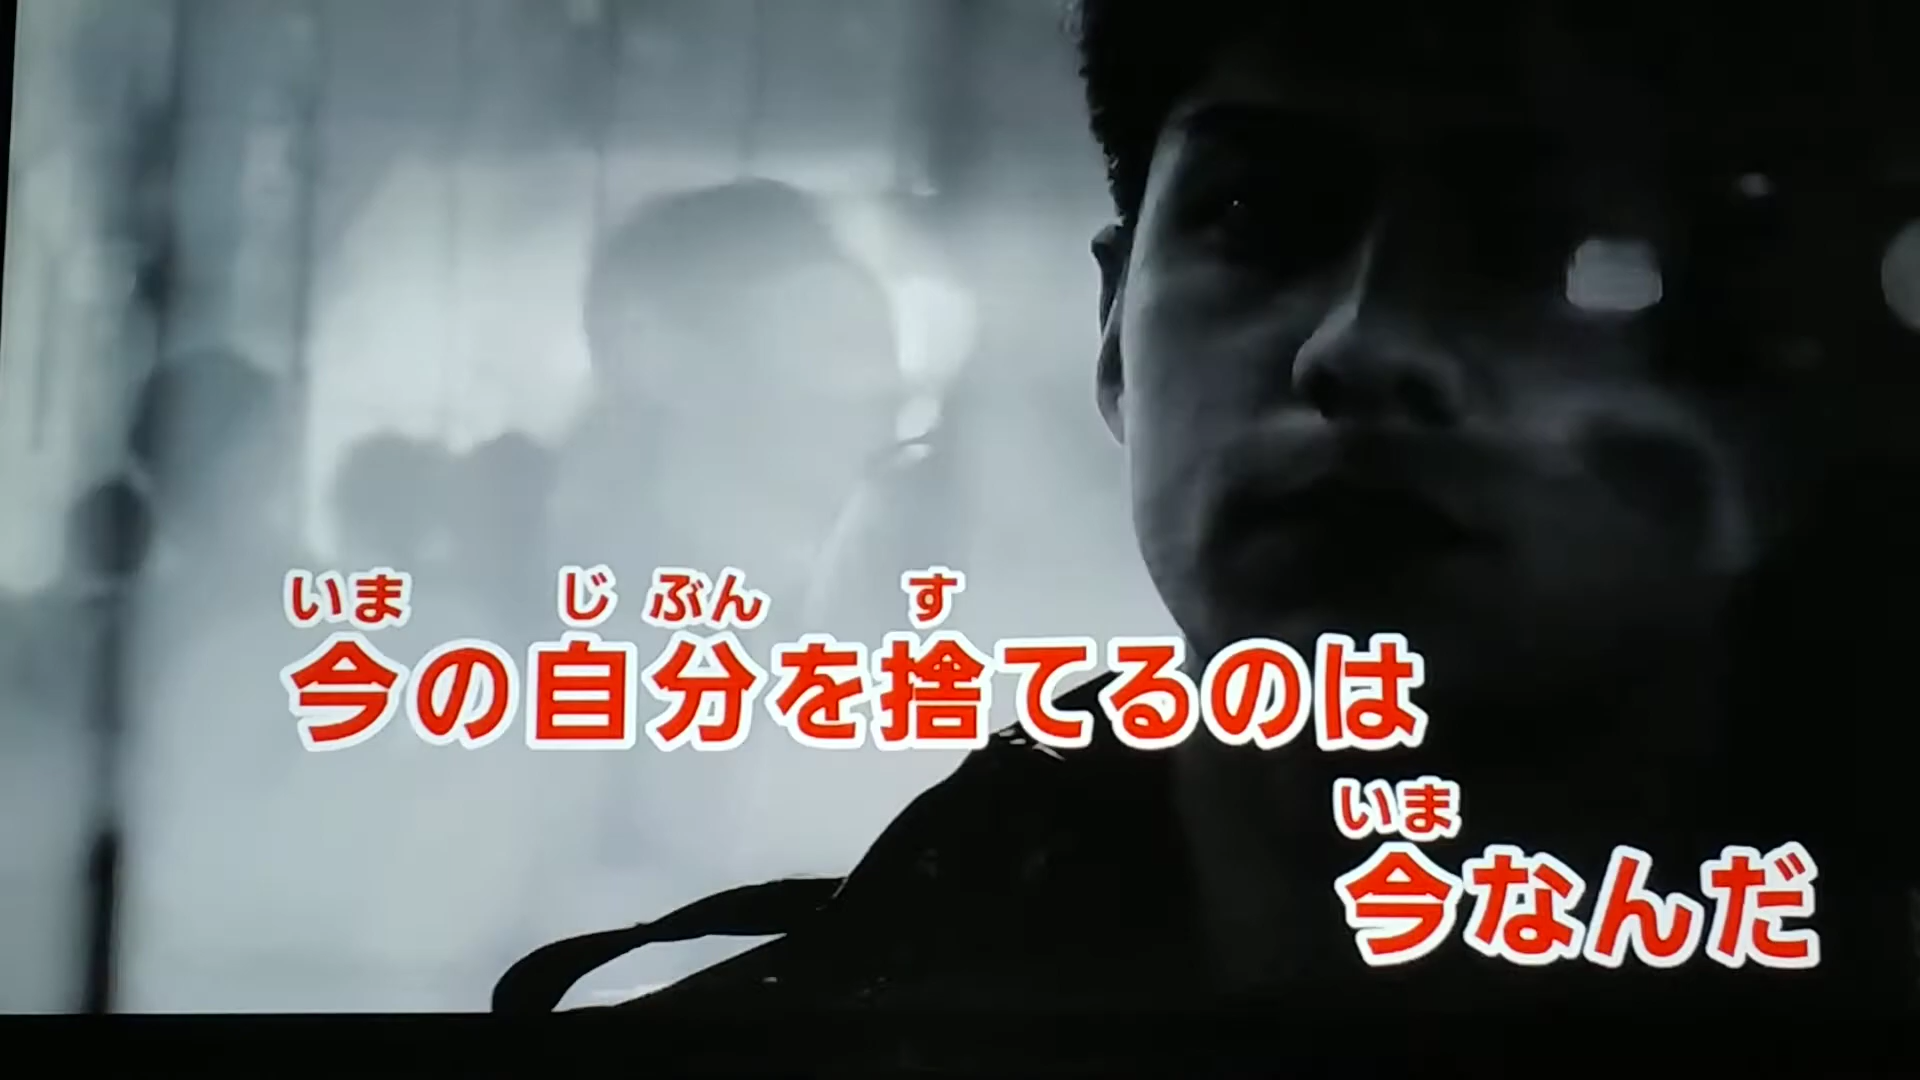 いま じ ぶん す
今の自分を捨てるのは
いま
今なんだ